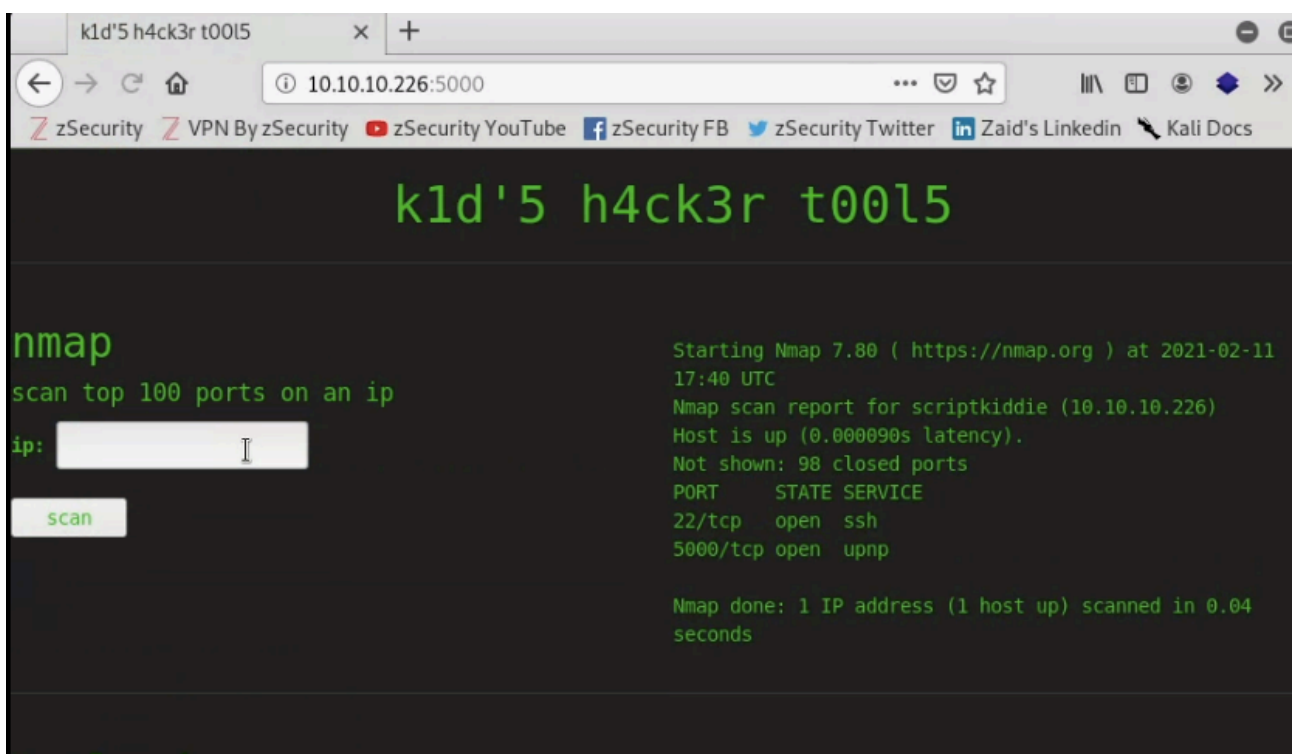 k1d'5 h4ck3r t00l5
10.10.10.226:5000
zSecurity VPN By zSecurity zSecurity YouTube zSecurity FB zSecurity Twitter Zaid's Linkedin Kali Docs
k1d'5 h4ck3r t00l5
nmap
scan top 100 ports on an ip
ip:
scan
Starting Nmap 7.80 ( https://nmap.org ) at 2021-02-11
17:40 UTC
Nmap scan report for scriptkiddie (10.10.10.226)
Host is up (0.000090s latency).
Not shown: 98 closed ports
PORT STATE SERVICE
22/tcp open ssh
5000/tcp open upnp
Nmap done: 1 IP address (1 host up) scanned in 0.04
seconds